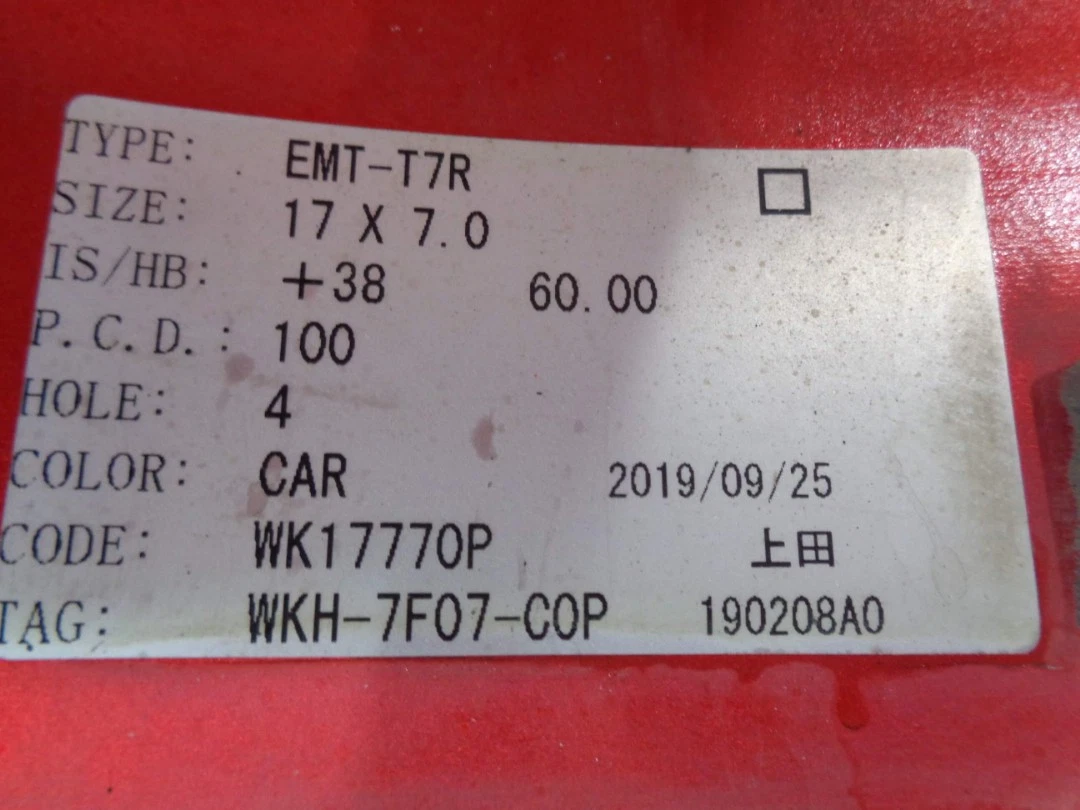 TYPE: EMT-T7R □
SIZE: 17 X 7.0
IS/HB: +38 60.00
P.C.D.: 100
HOLE: 4
COLOR: CAR 2019/09/25
CODE: WK17770P 上田
TAG: WKH-7F07-COP 190208A0